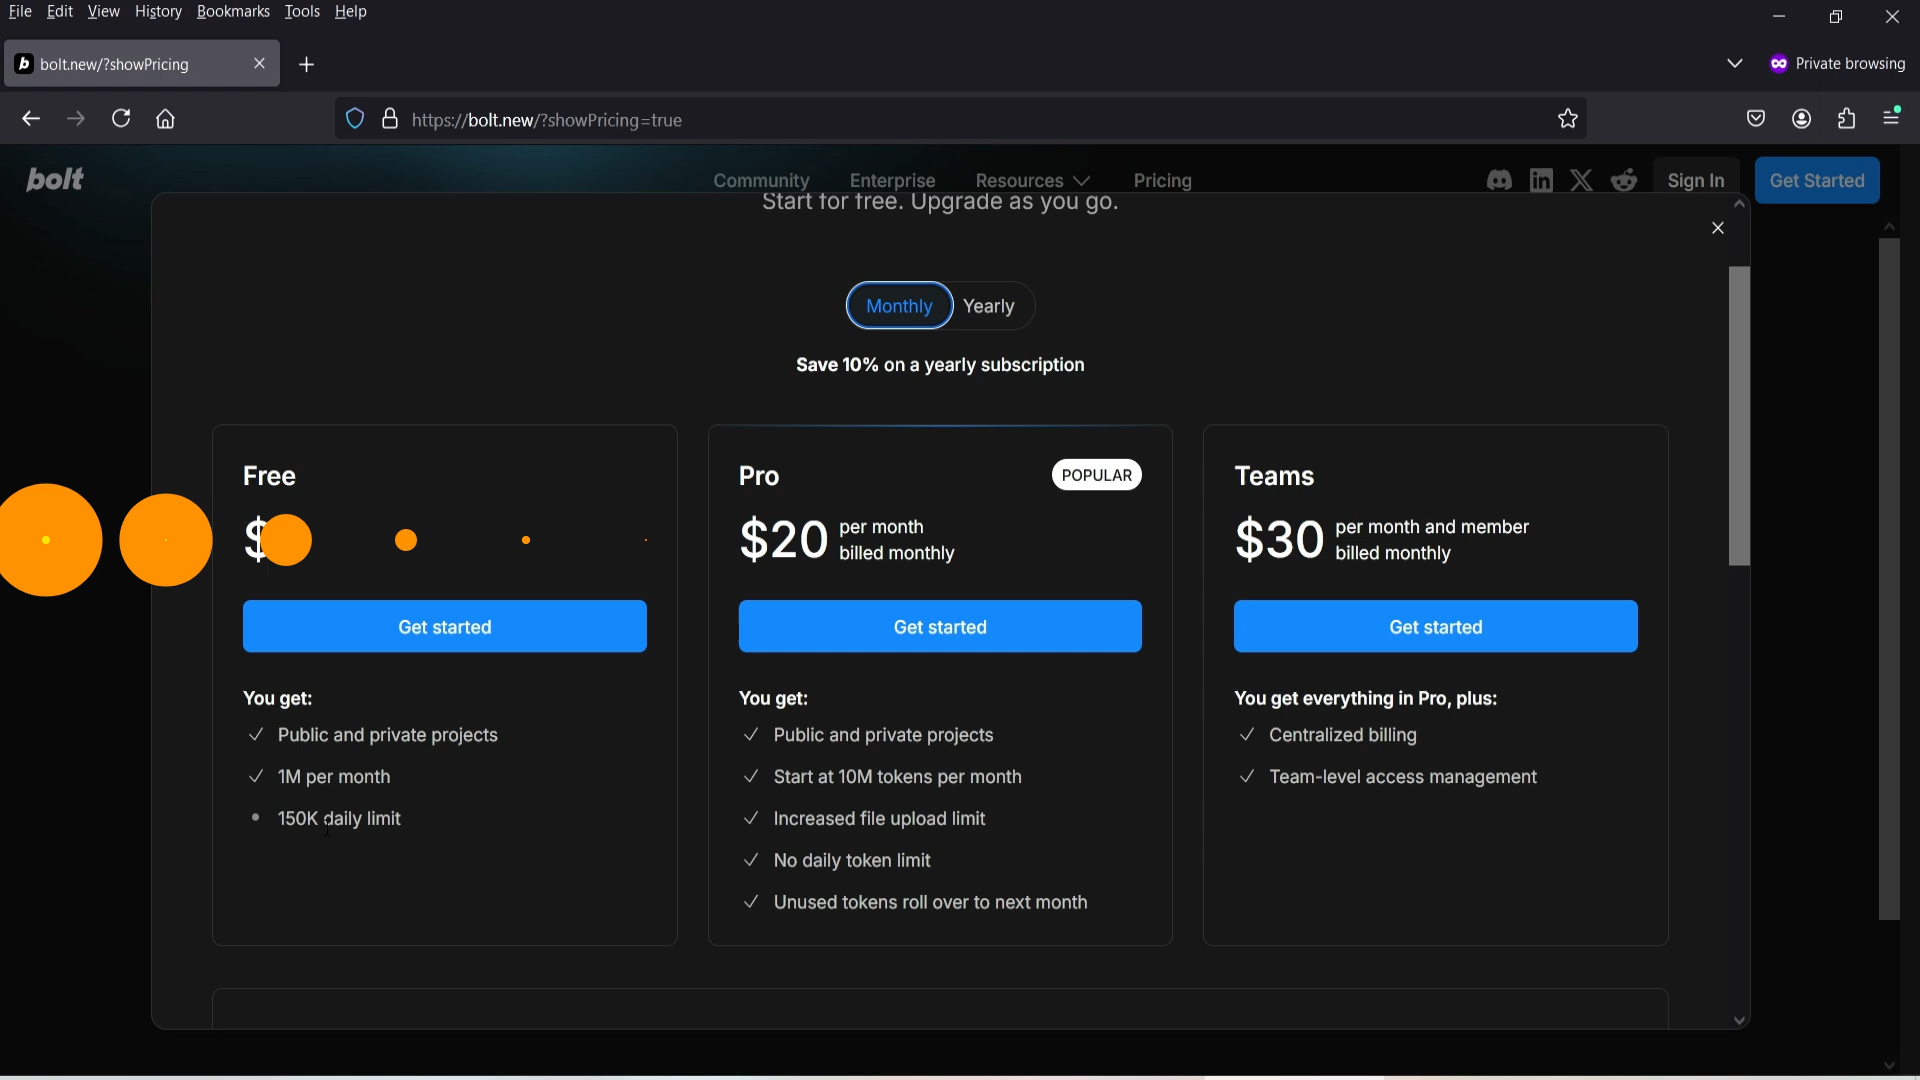 File Edit View History Bookmarks Tools Help
bolt.new/?showPricing
Private browsing
https://bolt.new/?showPricing=true
bolt
Community Enterprise Resources Pricing
Sign In
Get Started
Start for free. Upgrade as you go.
Monthly Yearly
Save 10% on a yearly subscription
Free
$
Get started
You get:
Public and private projects
1M per month
150K daily limit
Pro
POPULAR
$20 per month
billed monthly
Get started
You get:
Public and private projects
Start at 10M tokens per month
Increased file upload limit
No daily token limit
Unused tokens roll over to next month
Teams
$30 per month and member
billed monthly
Get started
You get everything in Pro, plus:
Centralized billing
Team-level access management